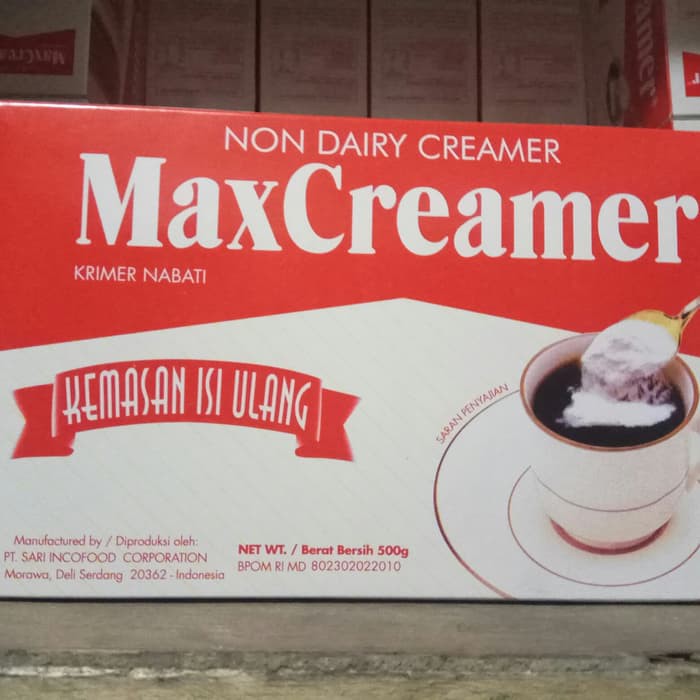 NON DAIRY CREAMER
MaxCreamer
KRIMER NABATI
KEMASAN ISI ULANG
SARAN PENYAJIAN
Manufactured by / Diproduksi oleh:
PT. SARI INCOFOOD CORPORATION
Morawa, Deli Serdang 20362 - Indonesia
NET WT. / Berat Bersih 500g
BPOM RI MD 802302022010